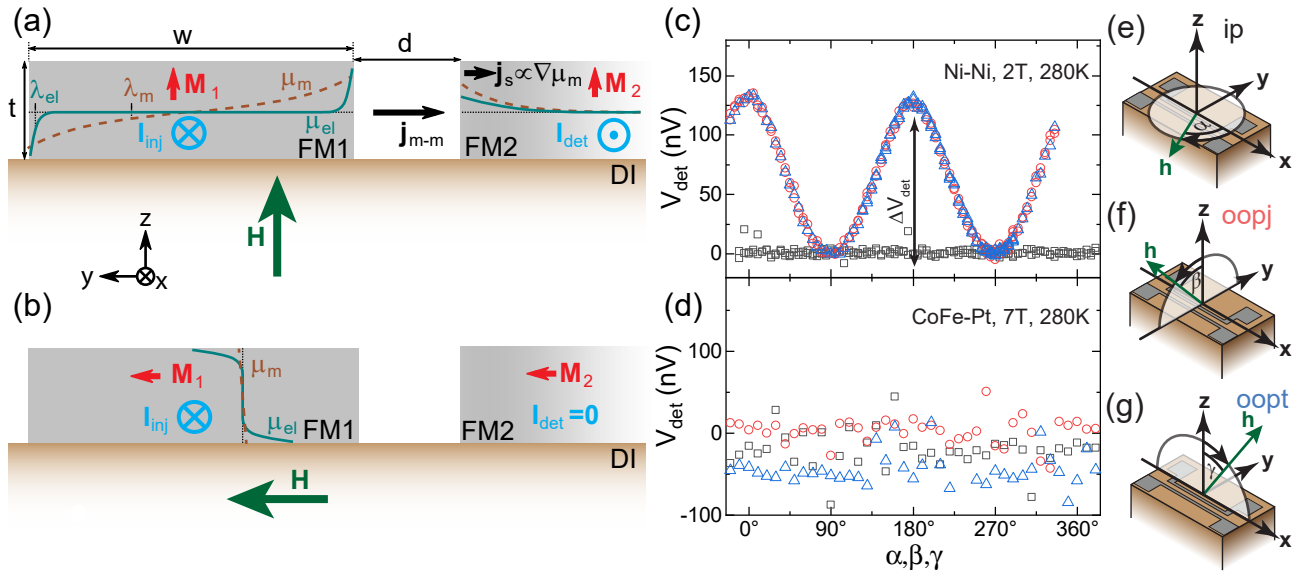 (a)
w
d
t
λel
λm
M1
μm
js∝∇μm
M2
Iinj
μel
FM1
jm-m
FM2
Idet
DI
H
z
y
x
(b)
M1
μm
M2
Iinj
μel
FM1
FM2
Idet=0
DI
H
(c)
Ni-Ni, 2T, 280K
Vdet (nV)
150
100
50
0
ΔVdet
(d)
CoFe-Pt, 7T, 280K
Vdet (nV)
100
0
-100
0° 90° 180° 270° 360°
α,β,γ
(e)
z
ip
y
α
h
x
(f)
z
oopj
h
y
β
x
(g)
z
oopt
h
y
γ
x